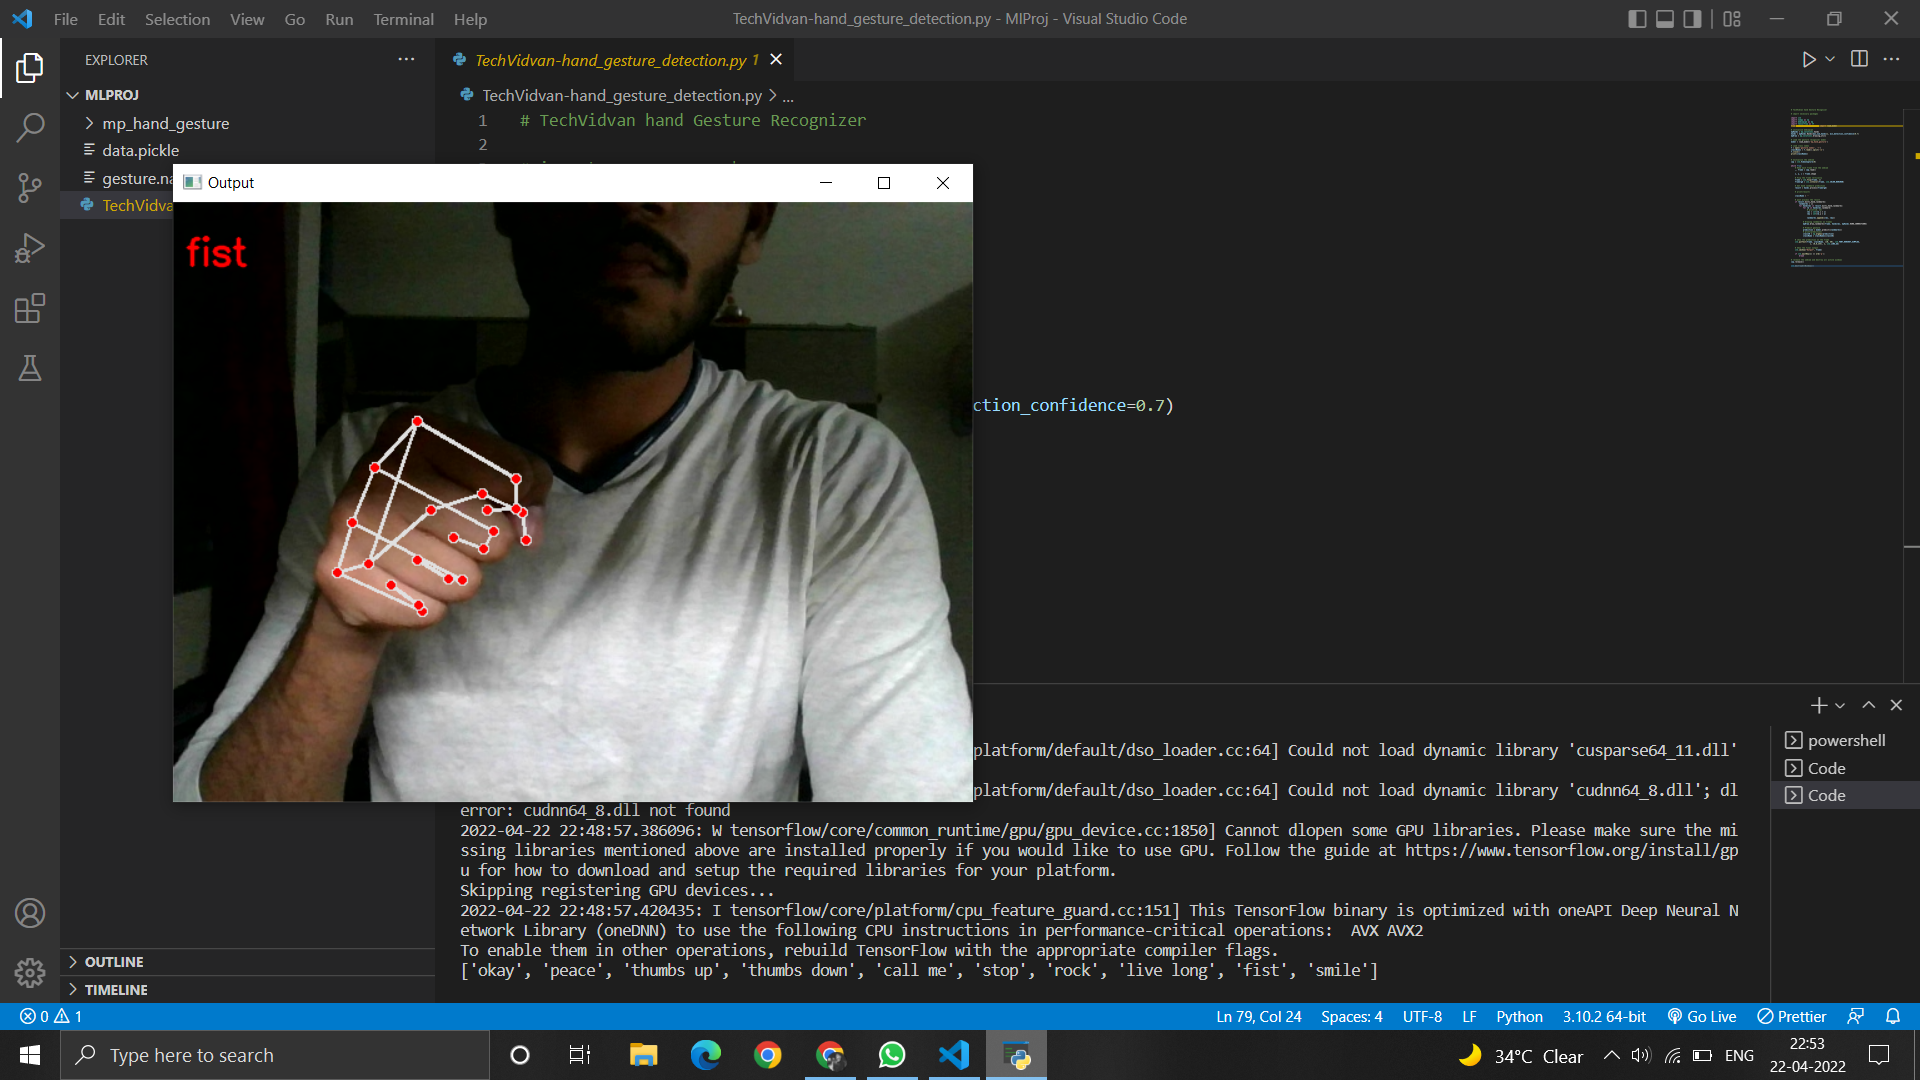 File Edit Selection View Go Run Terminal Help
TechVidvan-hand_gesture_detection.py - MlProj - Visual Studio Code
EXPLORER
MLPROJ
mp_hand_gesture
data.pickle
gesture.na
TechVidva
TechVidvan-hand_gesture_detection.py 1
TechVidvan-hand_gesture_detection.py > ...
1 # TechVidvan hand Gesture Recognizer
2
Output
fist
ction_confidence=0.7)
platform/default/dso_loader.cc:64] Could not load dynamic library 'cusparse64_11.dll'
platform/default/dso_loader.cc:64] Could not load dynamic library 'cudnn64_8.dll'; dl
error: cudnn64_8.dll not found
2022-04-22 22:48:57.386096: W tensorflow/core/common_runtime/gpu/gpu_device.cc:1850] Cannot dlopen some GPU libraries. Please make sure the mi
ssing libraries mentioned above are installed properly if you would like to use GPU. Follow the guide at https://www.tensorflow.org/install/gp
u for how to download and setup the required libraries for your platform.
Skipping registering GPU devices...
2022-04-22 22:48:57.420435: I tensorflow/core/platform/cpu_feature_guard.cc:151] This TensorFlow binary is optimized with oneAPI Deep Neural N
etwork Library (oneDNN) to use the following CPU instructions in performance-critical operations:  AVX AVX2
To enable them in other operations, rebuild TensorFlow with the appropriate compiler flags.
['okay', 'peace', 'thumbs up', 'thumbs down', 'call me', 'stop', 'rock', 'live long', 'fist', 'smile']
powershell
Code
Code
OUTLINE
TIMELINE
0 1
Ln 79, Col 24 Spaces: 4 UTF-8 LF Python 3.10.2 64-bit Go Live Prettier
Type here to search
34°C Clear
ENG
22:53
22-04-2022